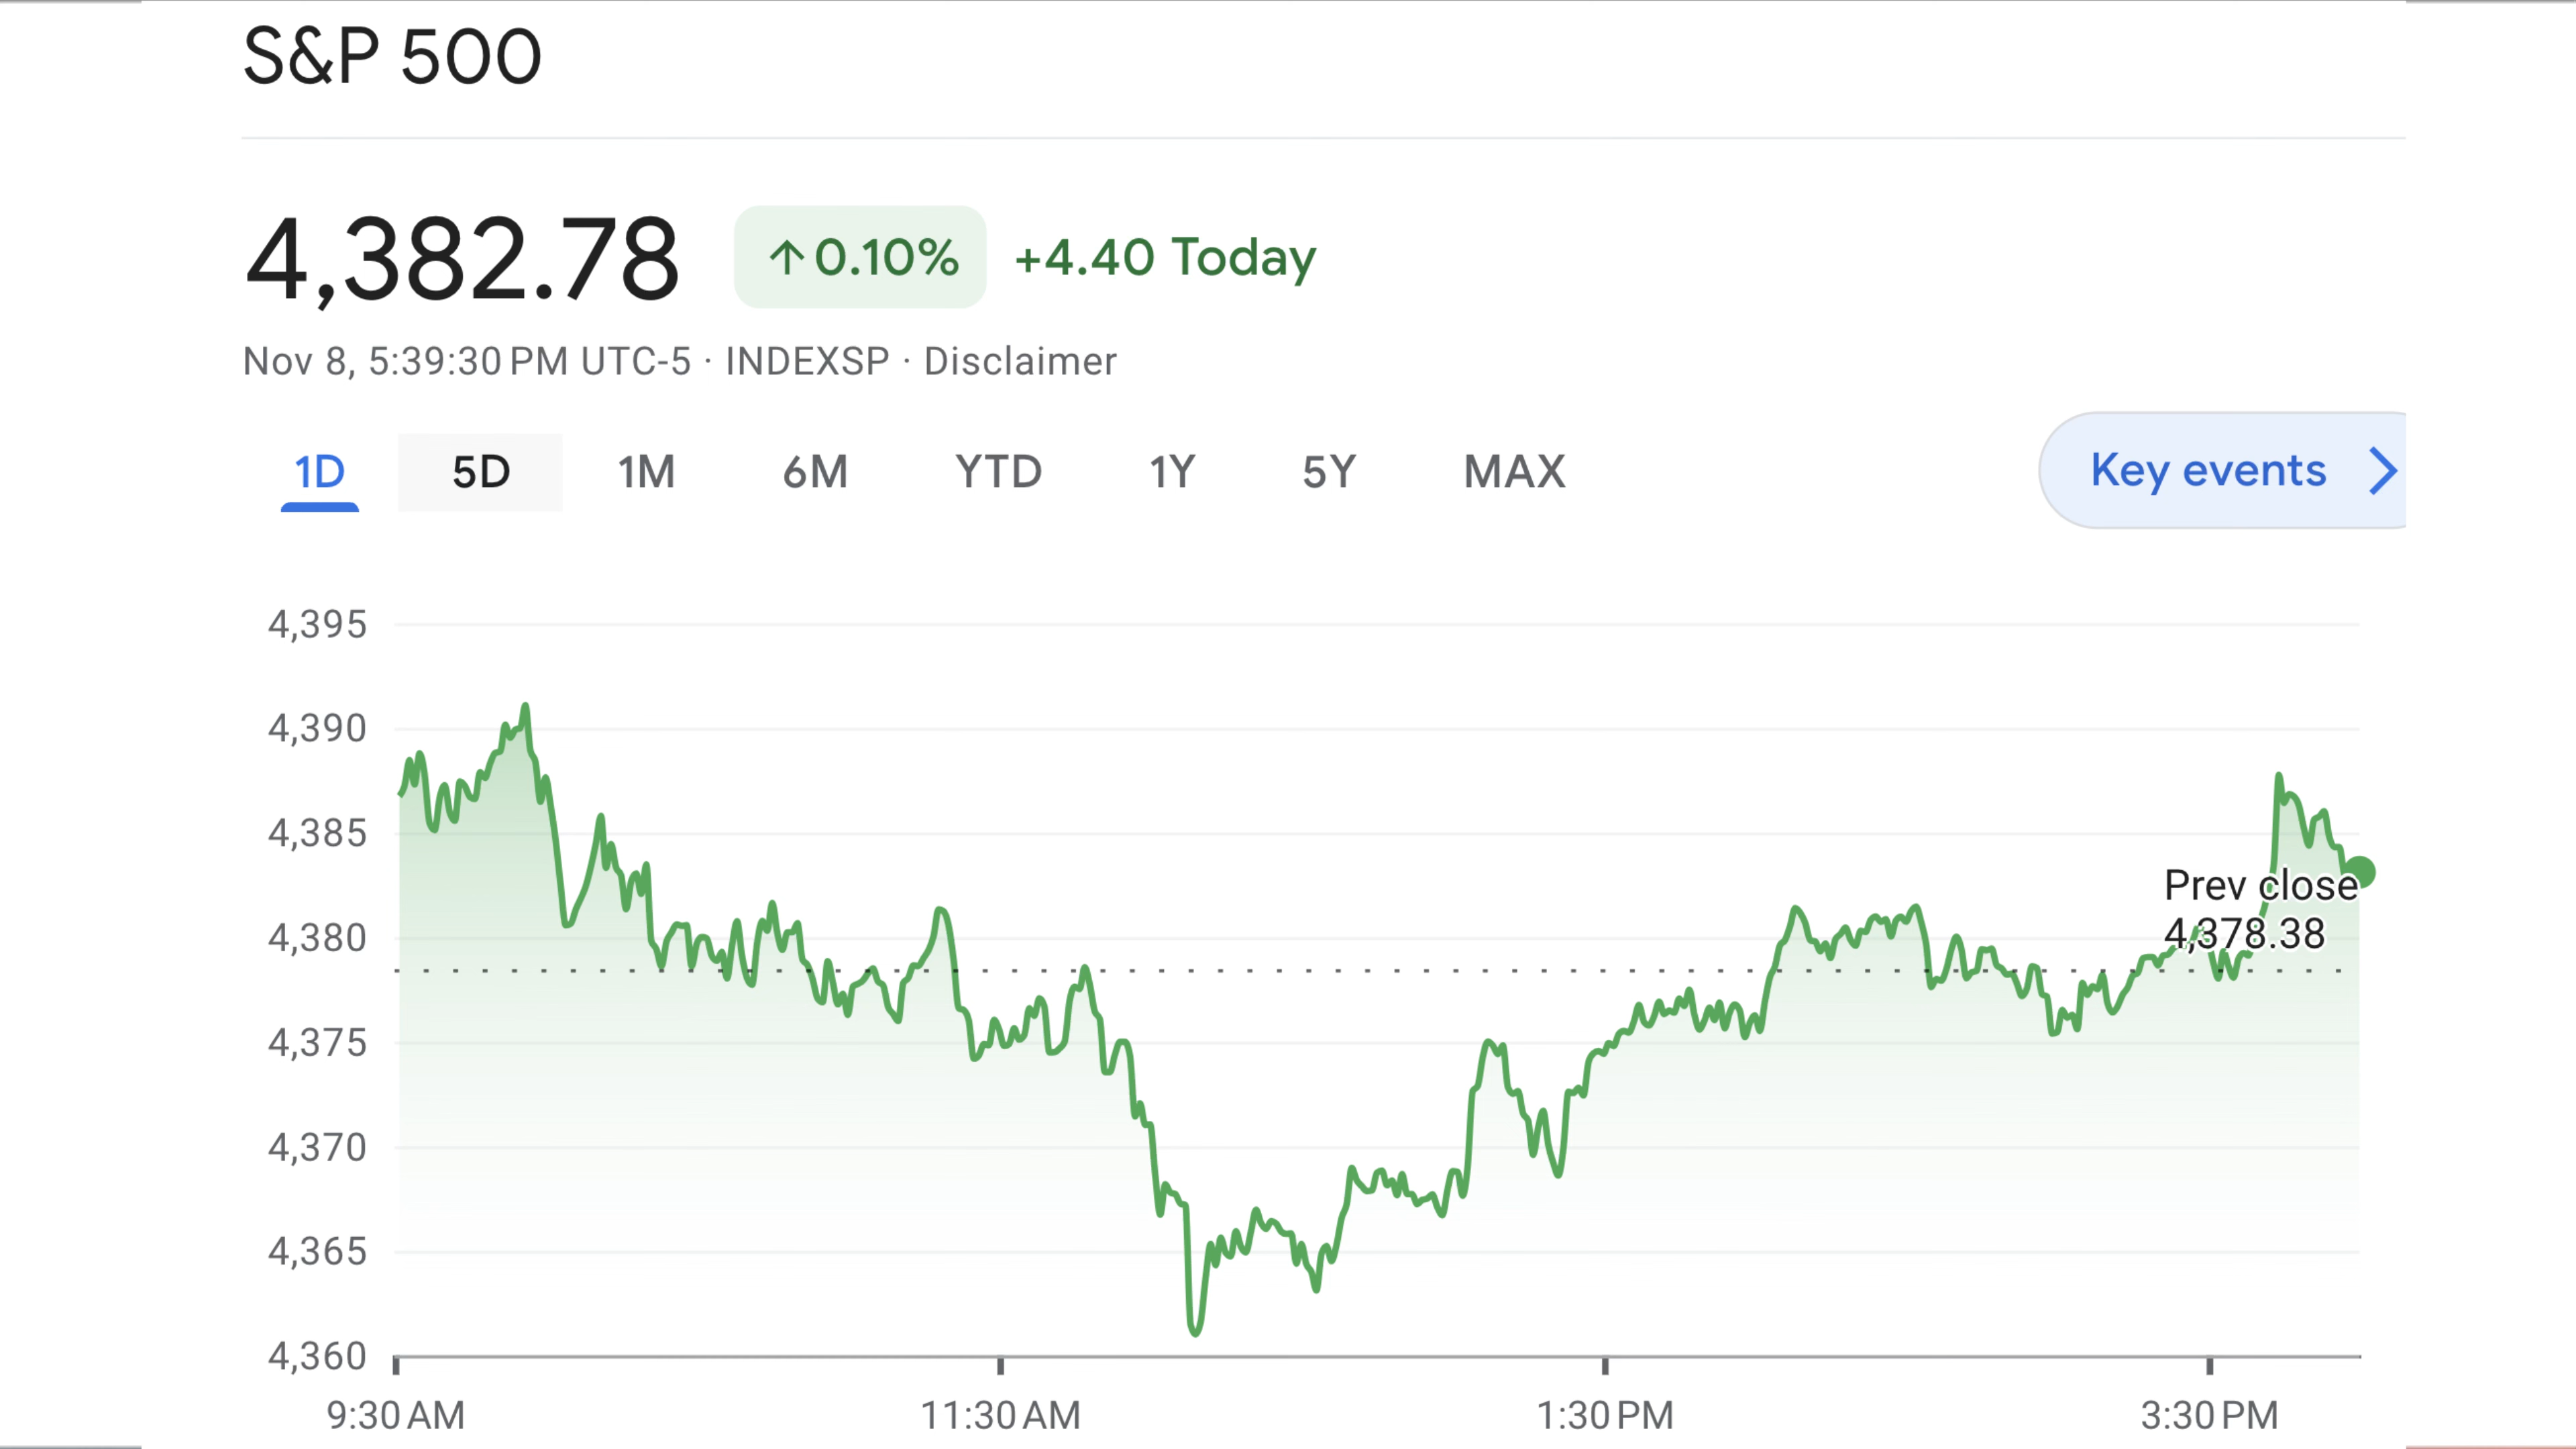 S&P 500
4,382.78 ↑0.10% +4.40 Today
Nov 8, 5:39:30 PM UTC-5 · INDEXSP · Disclaimer
1D 5D 1M 6M YTD 1Y 5Y MAX Key events
4,395
4,390
4,385
Prev close
4,378.38
4,380
4,375
4,370
4,365
4,360
9:30 AM 11:30 AM 1:30 PM 3:30 PM